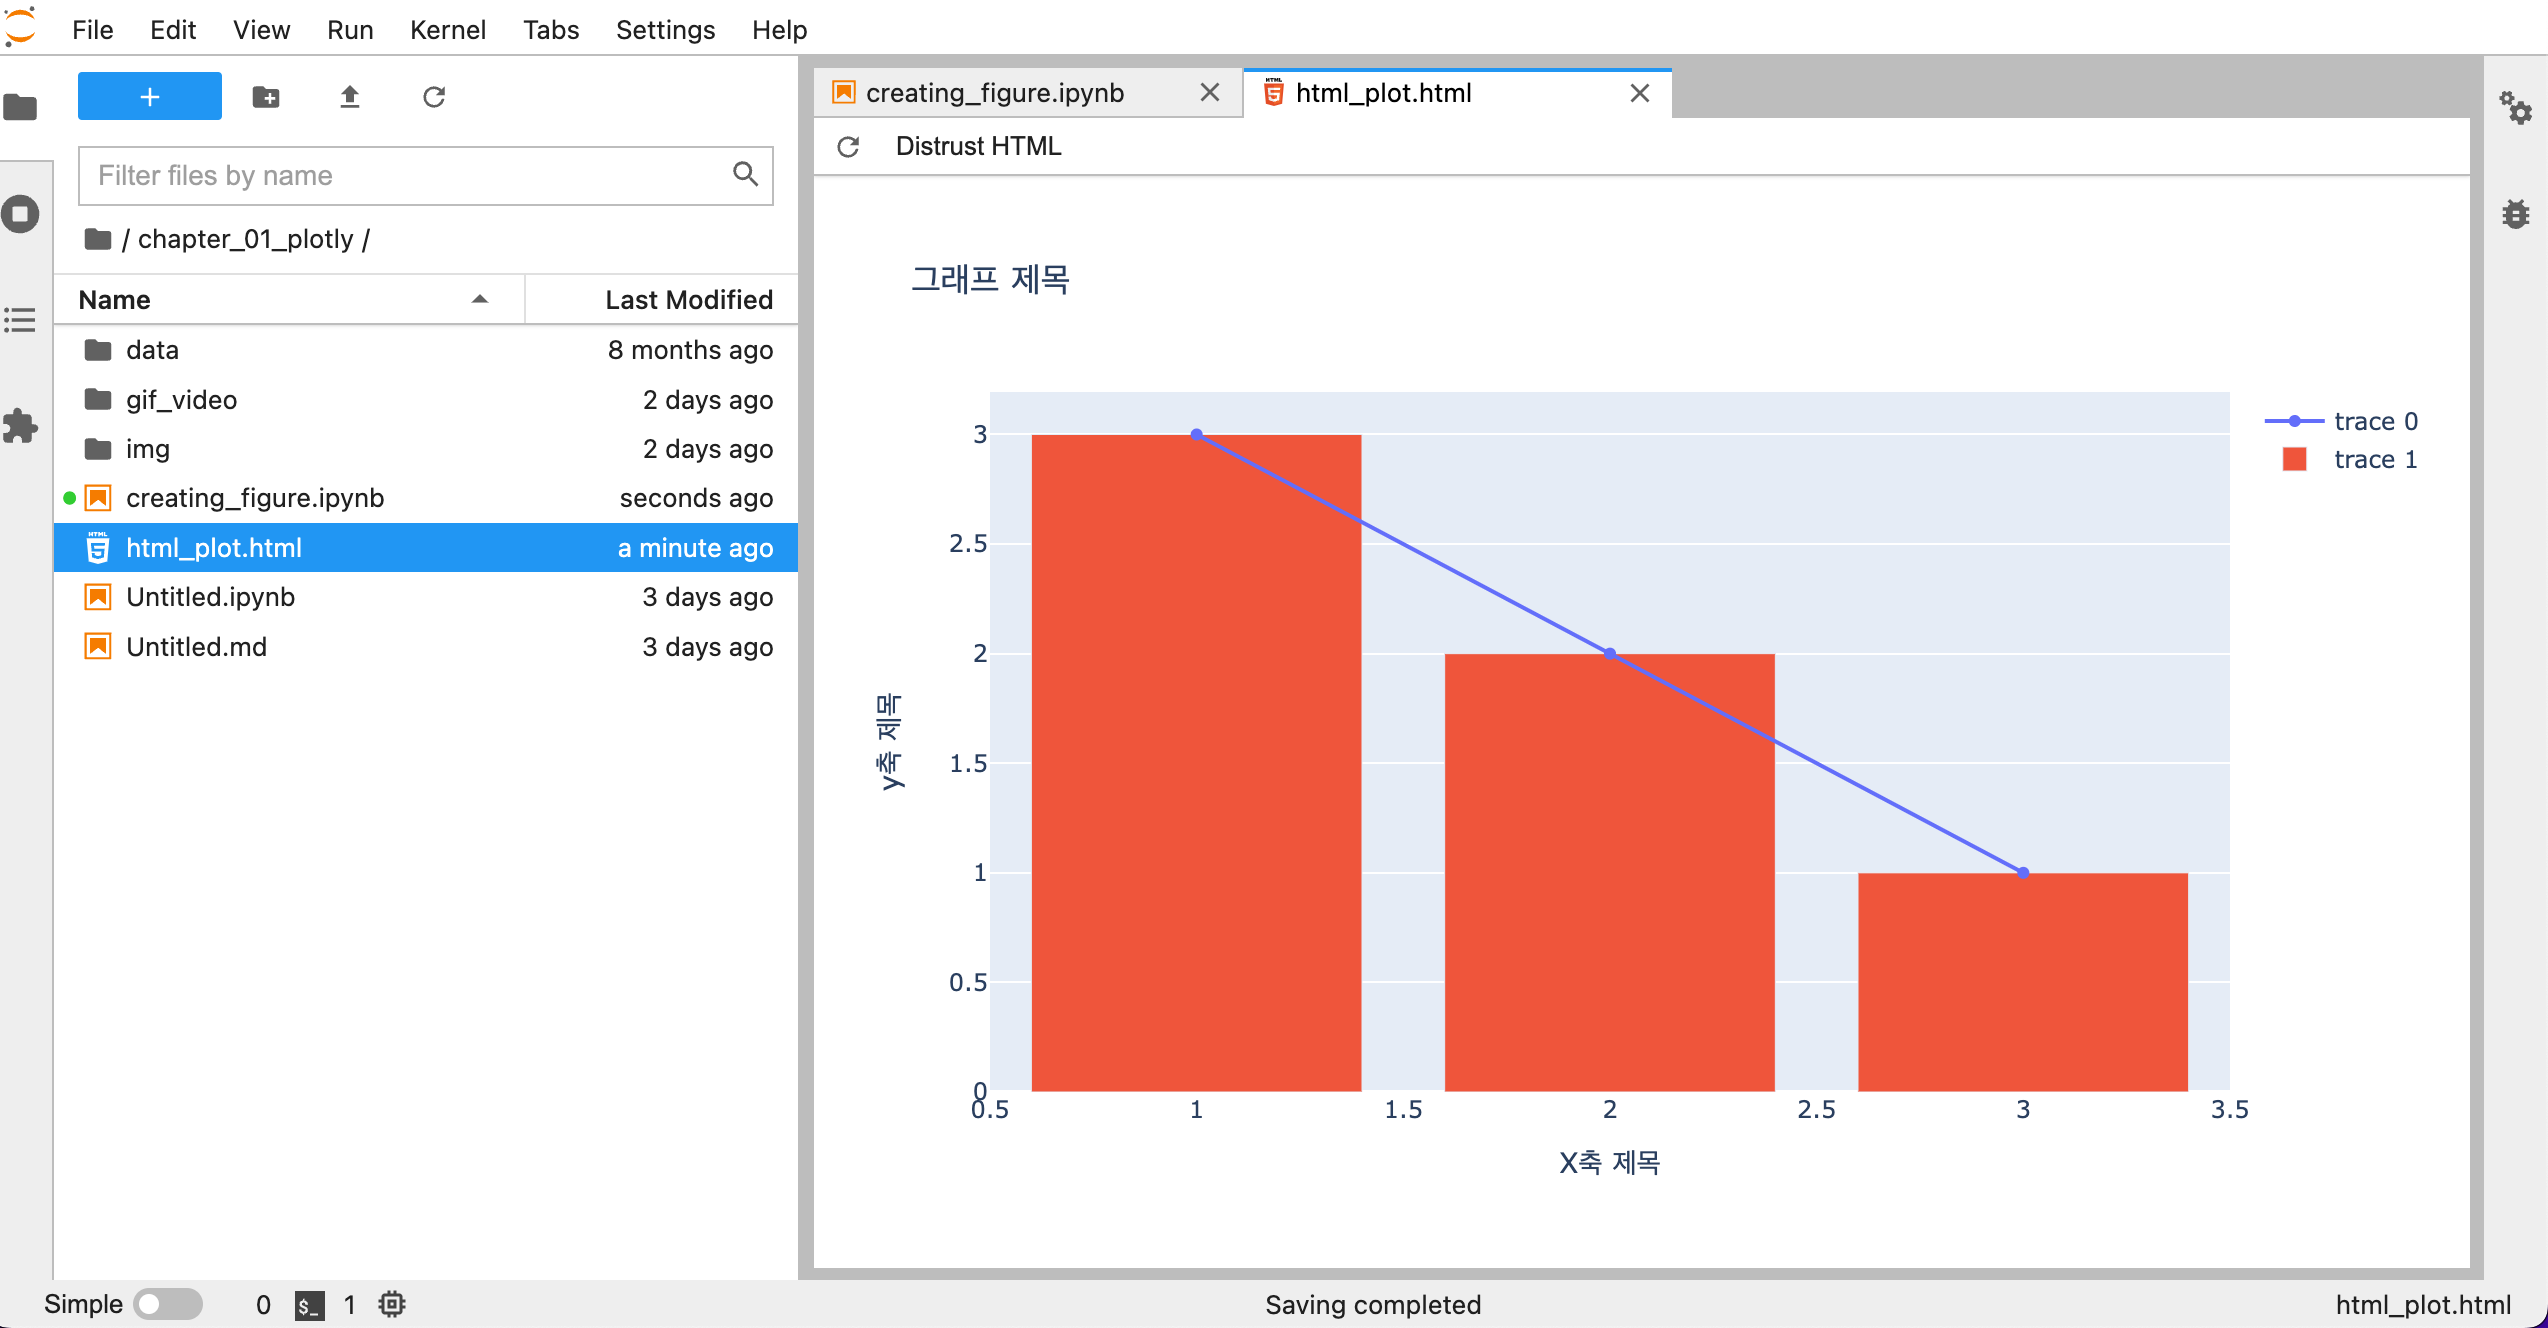 File Edit View Run Kernel Tabs Settings Help
+
Filter files by name
/ chapter_01_plotly /
Name Last Modified
data 8 months ago
gif_video 2 days ago
img 2 days ago
creating_figure.ipynb seconds ago
html_plot.html a minute ago
Untitled.ipynb 3 days ago
Untitled.md 3 days ago
creating_figure.ipynb
html_plot.html
Distrust HTML
그래프 제목
trace 0
trace 1
y축 제목
3
2.5
2
1.5
1
0.5
0
0.5 1 1.5 2 2.5 3 3.5
X축 제목
Simple 0 $_ 1 Saving completed html_plot.html